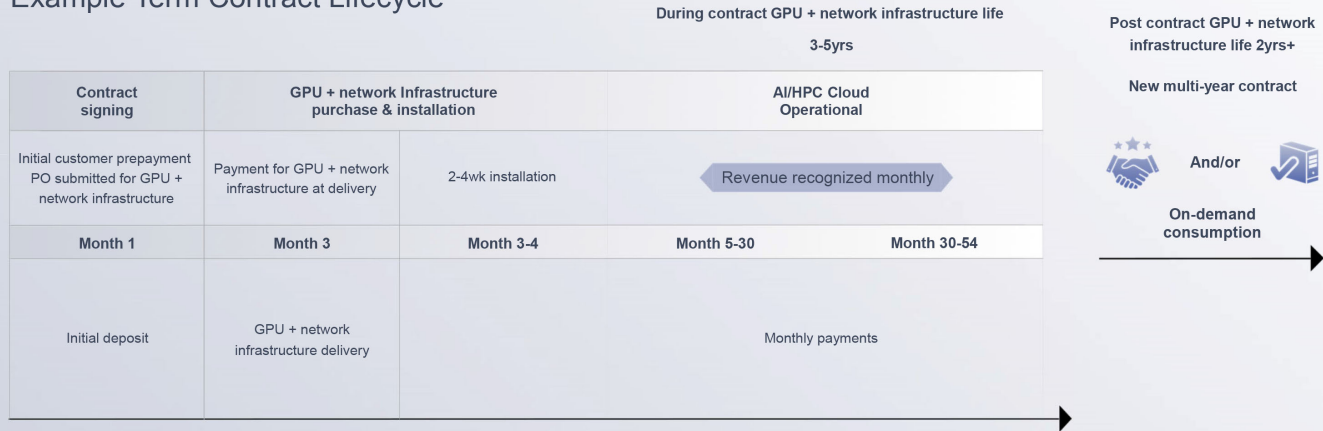 Example Term Contract Lifecycle
During contract GPU + network infrastructure life
3-5yrs
Post contract GPU + network
infrastructure life 2yrs+
New multi-year contract
And/or
On-demand
consumption
Contract
signing
GPU + network Infrastructure
purchase & installation
AI/HPC Cloud
Operational
Initial customer prepayment
PO submitted for GPU +
network infrastructure
Payment for GPU + network
infrastructure at delivery
2-4wk installation
Revenue recognized monthly
Month 1
Month 3
Month 3-4
Month 5-30
Month 30-54
Initial deposit
GPU + network
infrastructure delivery
Monthly payments